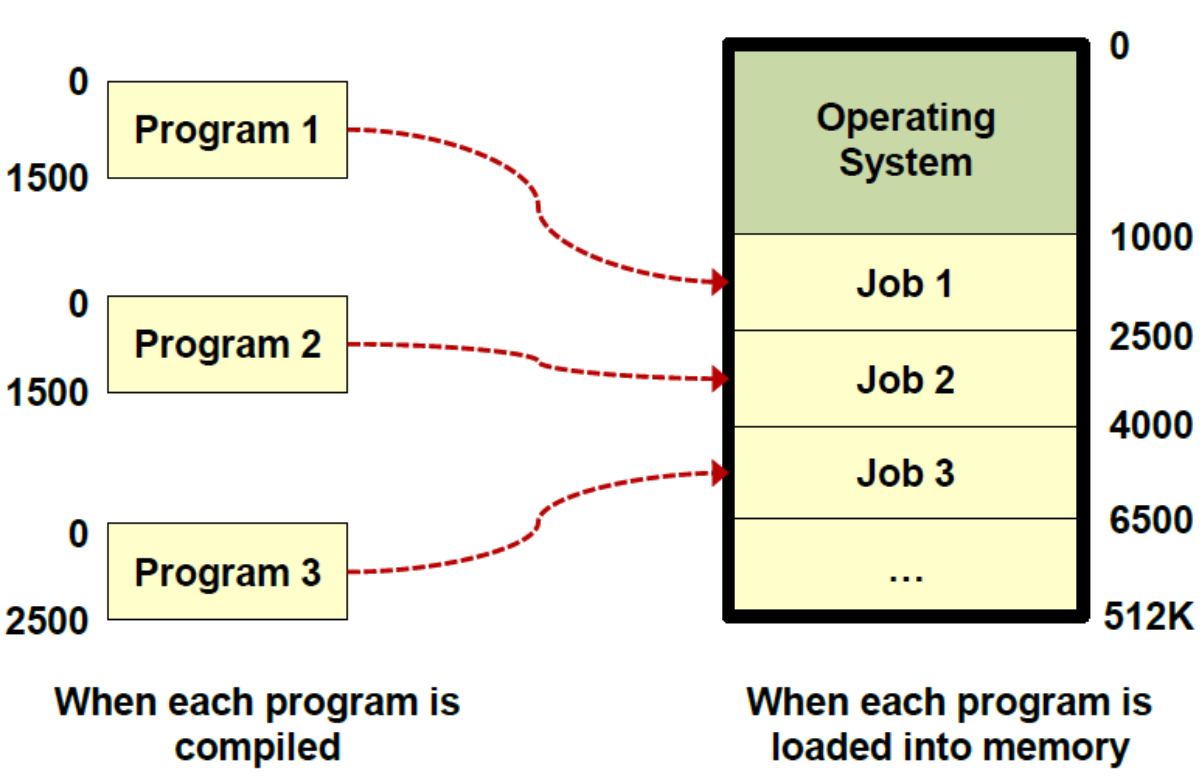 0
Program 1
1500
0
Program 2
1500
0
Program 3
2500
When each program is
compiled
0
Operating
System
1000
Job 1
2500
Job 2
4000
Job 3
6500
...
512K
When each program is
loaded into memory